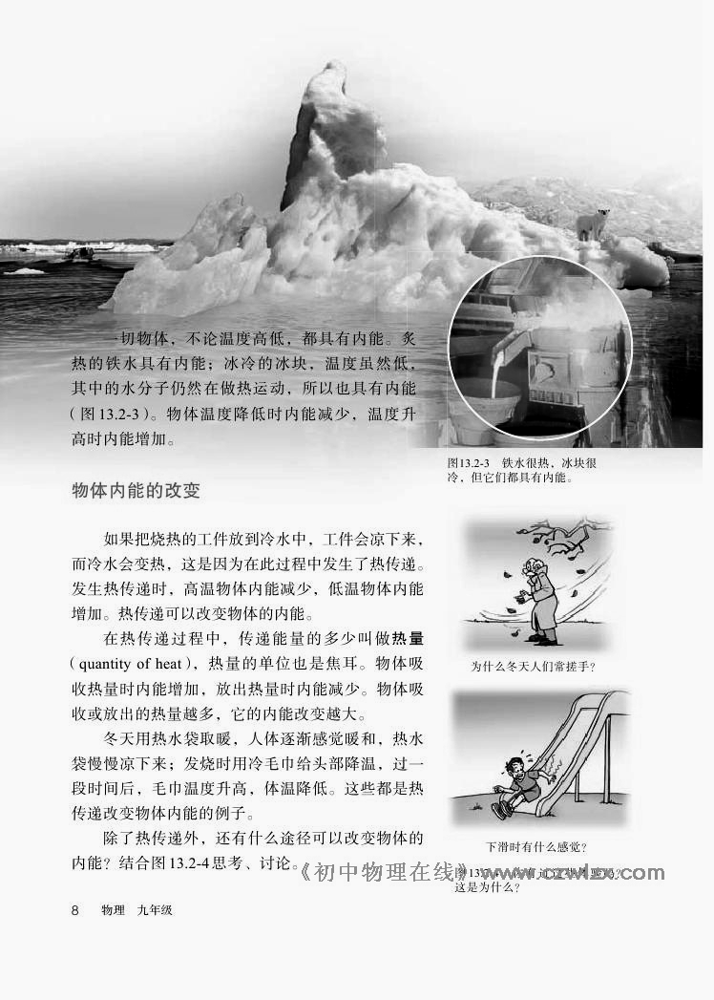 一切物体，不论温度高低，都具有内能。炙
热的铁水具有内能；冰冷的冰块，温度虽然低，
其中的水分子仍然在做热运动，所以也具有内能
（图13.2-3）。物体温度降低时内能减少，温度升
高时内能增加。
图13.2-3　铁水很热，冰块很
冷，但它们都具有内能。
物体内能的改变
如果把烧热的工件放到冷水中，工件会凉下来，
而冷水会变热，这是因为在此过程中发生了热传递。
发生热传递时，高温物体内能减少，低温物体内能
增加。热传递可以改变物体的内能。
在热传递过程中，传递能量的多少叫做热量
（quantity of heat），热量的单位也是焦耳。物体吸
收热量时内能增加，放出热量时内能减少。物体吸
收或放出的热量越多，它的内能改变越大。
冬天用热水袋取暖，人体逐渐感觉暖和，热水
袋慢慢凉下来；发烧时用冷毛巾给头部降温，过一
段时间后，毛巾温度升高，体温降低。这些都是热
传递改变物体内能的例子。
除了热传递外，还有什么途径可以改变物体的
内能？结合图13.2-4思考、讨论。
为什么冬天人们常搓手？
下滑时有什么感觉？
这是为什么？
《初中物理在线》www.czwlzx.com
8　物理　九年级